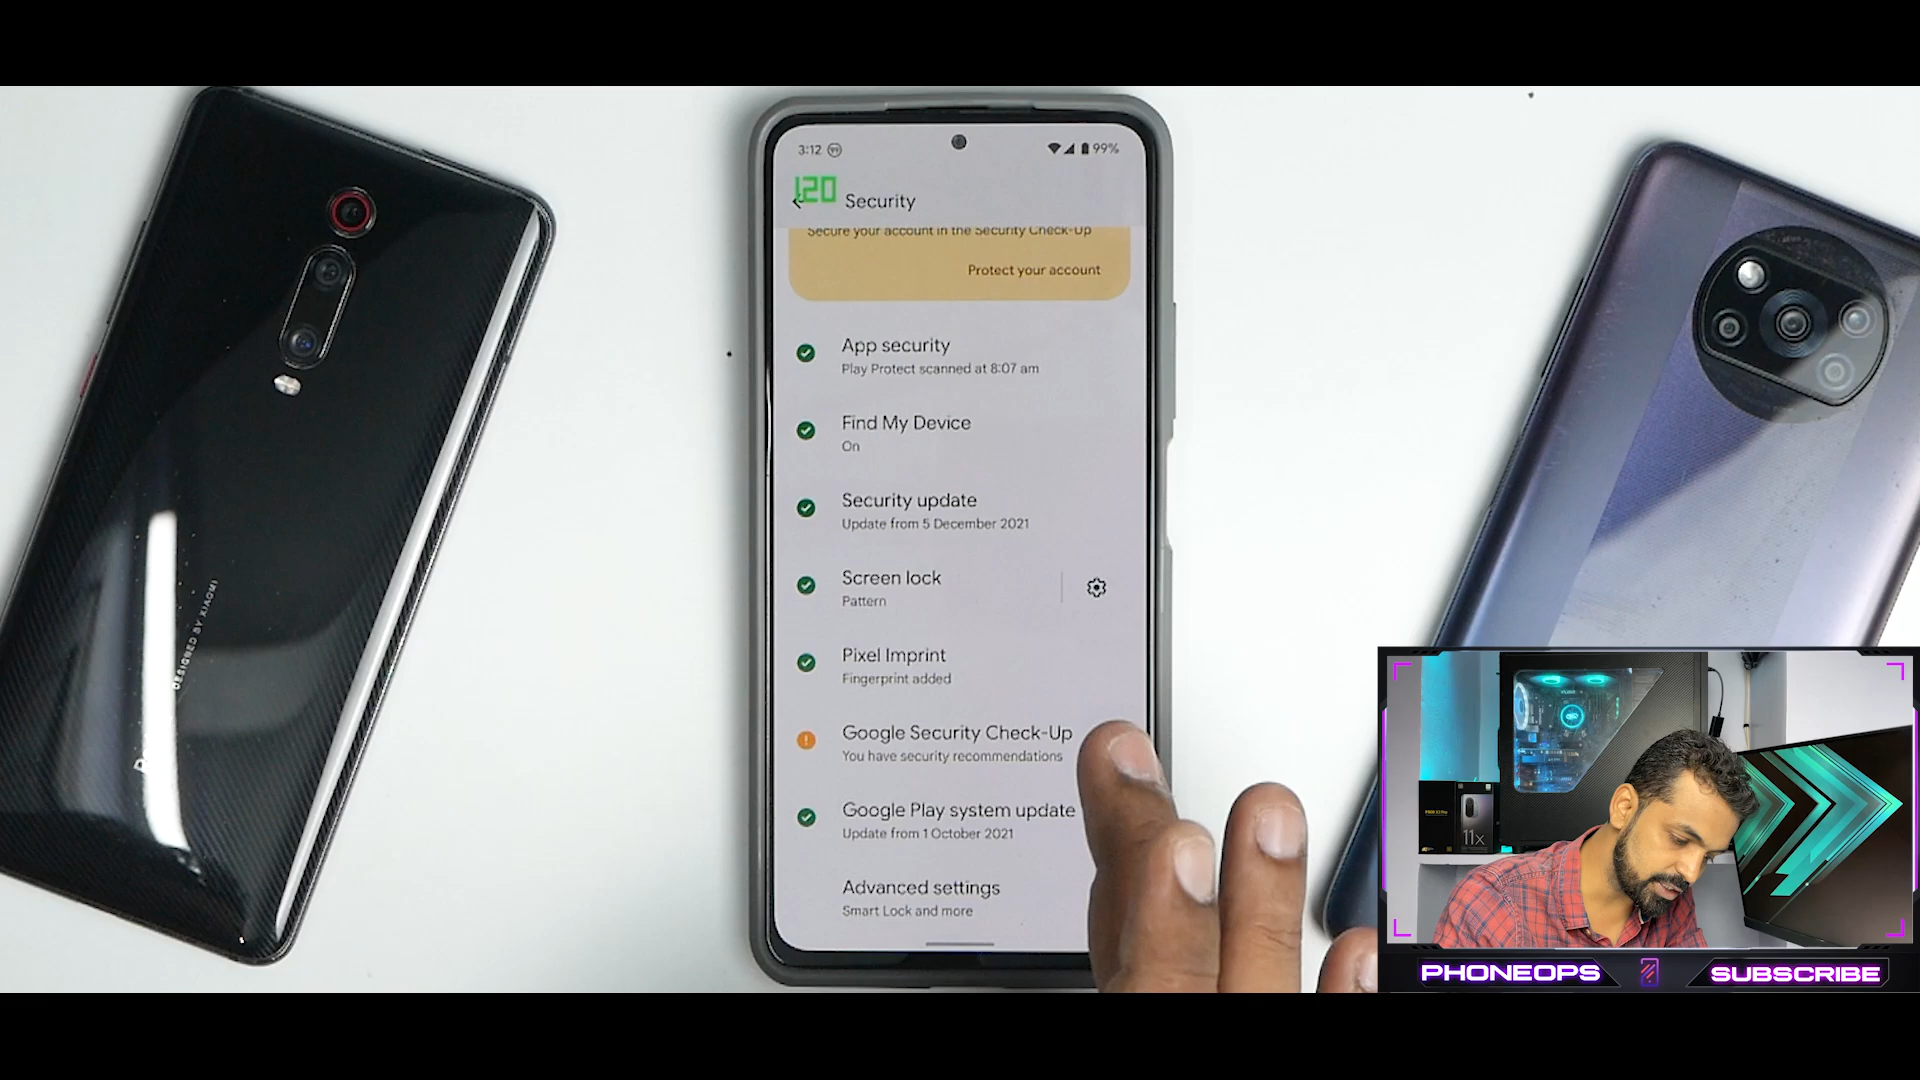 3:12
99%
120
Security
Secure your account in the Security Check-Up
Protect your account
App security
Play Protect scanned at 8:07 am
Find My Device
On
Security update
Update from 5 December 2021
Screen lock
Pattern
Pixel Imprint
Fingerprint added
Google Security Check-Up
You have security recommendations
Google Play system update
Update from 1 October 2021
Advanced settings
Smart Lock and more
DESIGNED BY XIAOMI
11x
PHONEOPS
SUBSCRIBE